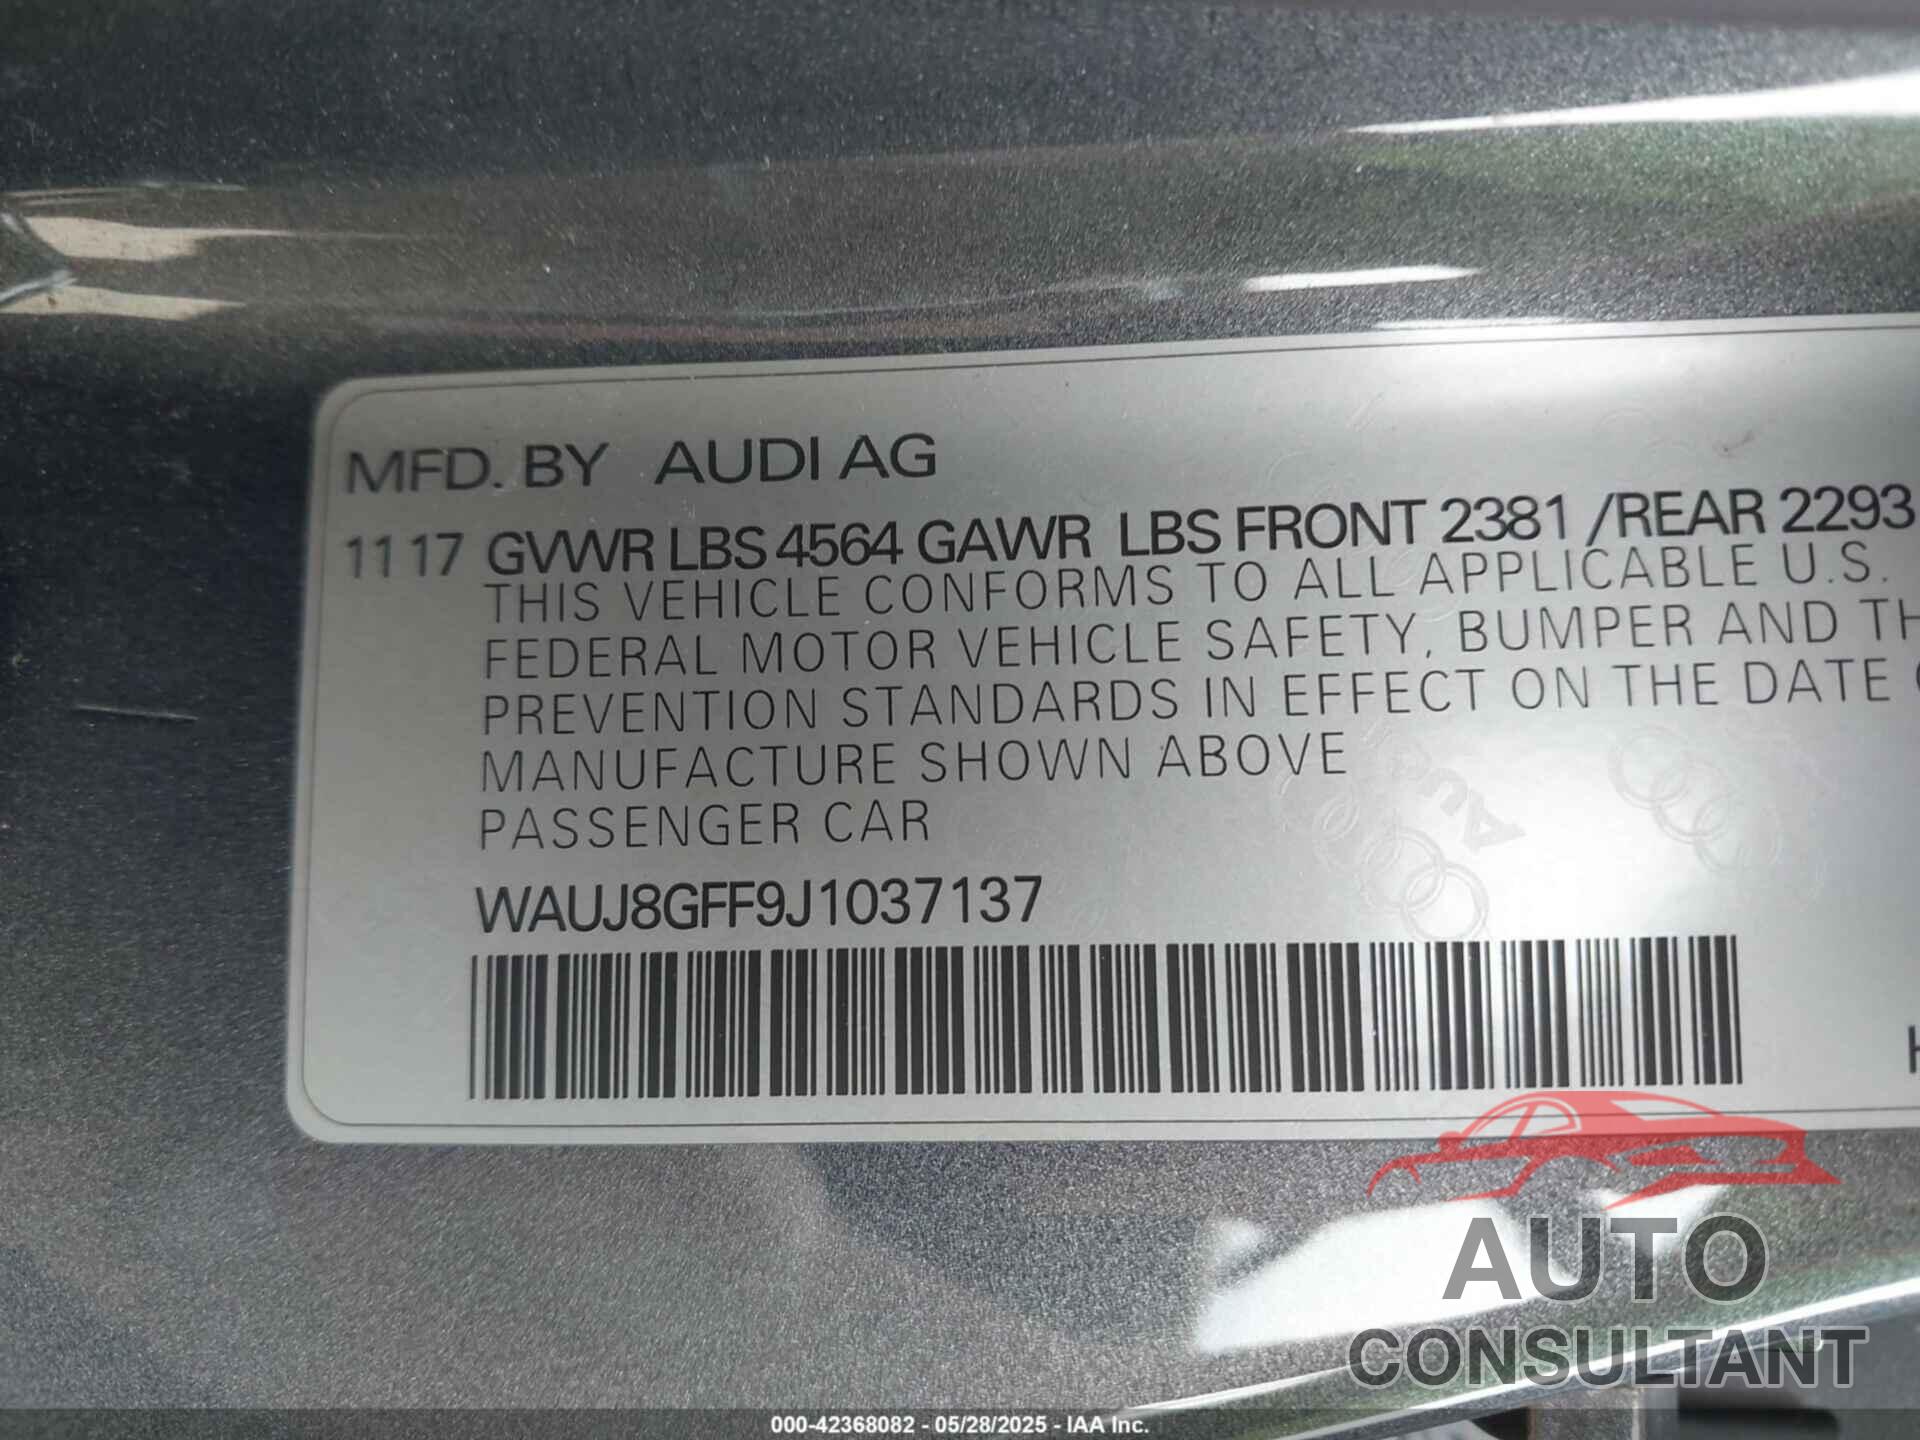 MFD. BY AUDI AG
11 17 GVWR LBS 4564 GAWR LBS FRONT 2381 /REAR 2293
THIS VEHICLE CONFORMS TO ALL APPLICABLE U.S.
FEDERAL MOTOR VEHICLE SAFETY, BUMPER AND TH
PREVENTION STANDARDS IN EFFECT ON THE DATE
MANUFACTURE SHOWN ABOVE
PASSENGER CAR
WAUJ8GFF9J1037137
H
AUTO
CONSULTANT
000-42368082 - 05/28/2025 - IAA Inc.